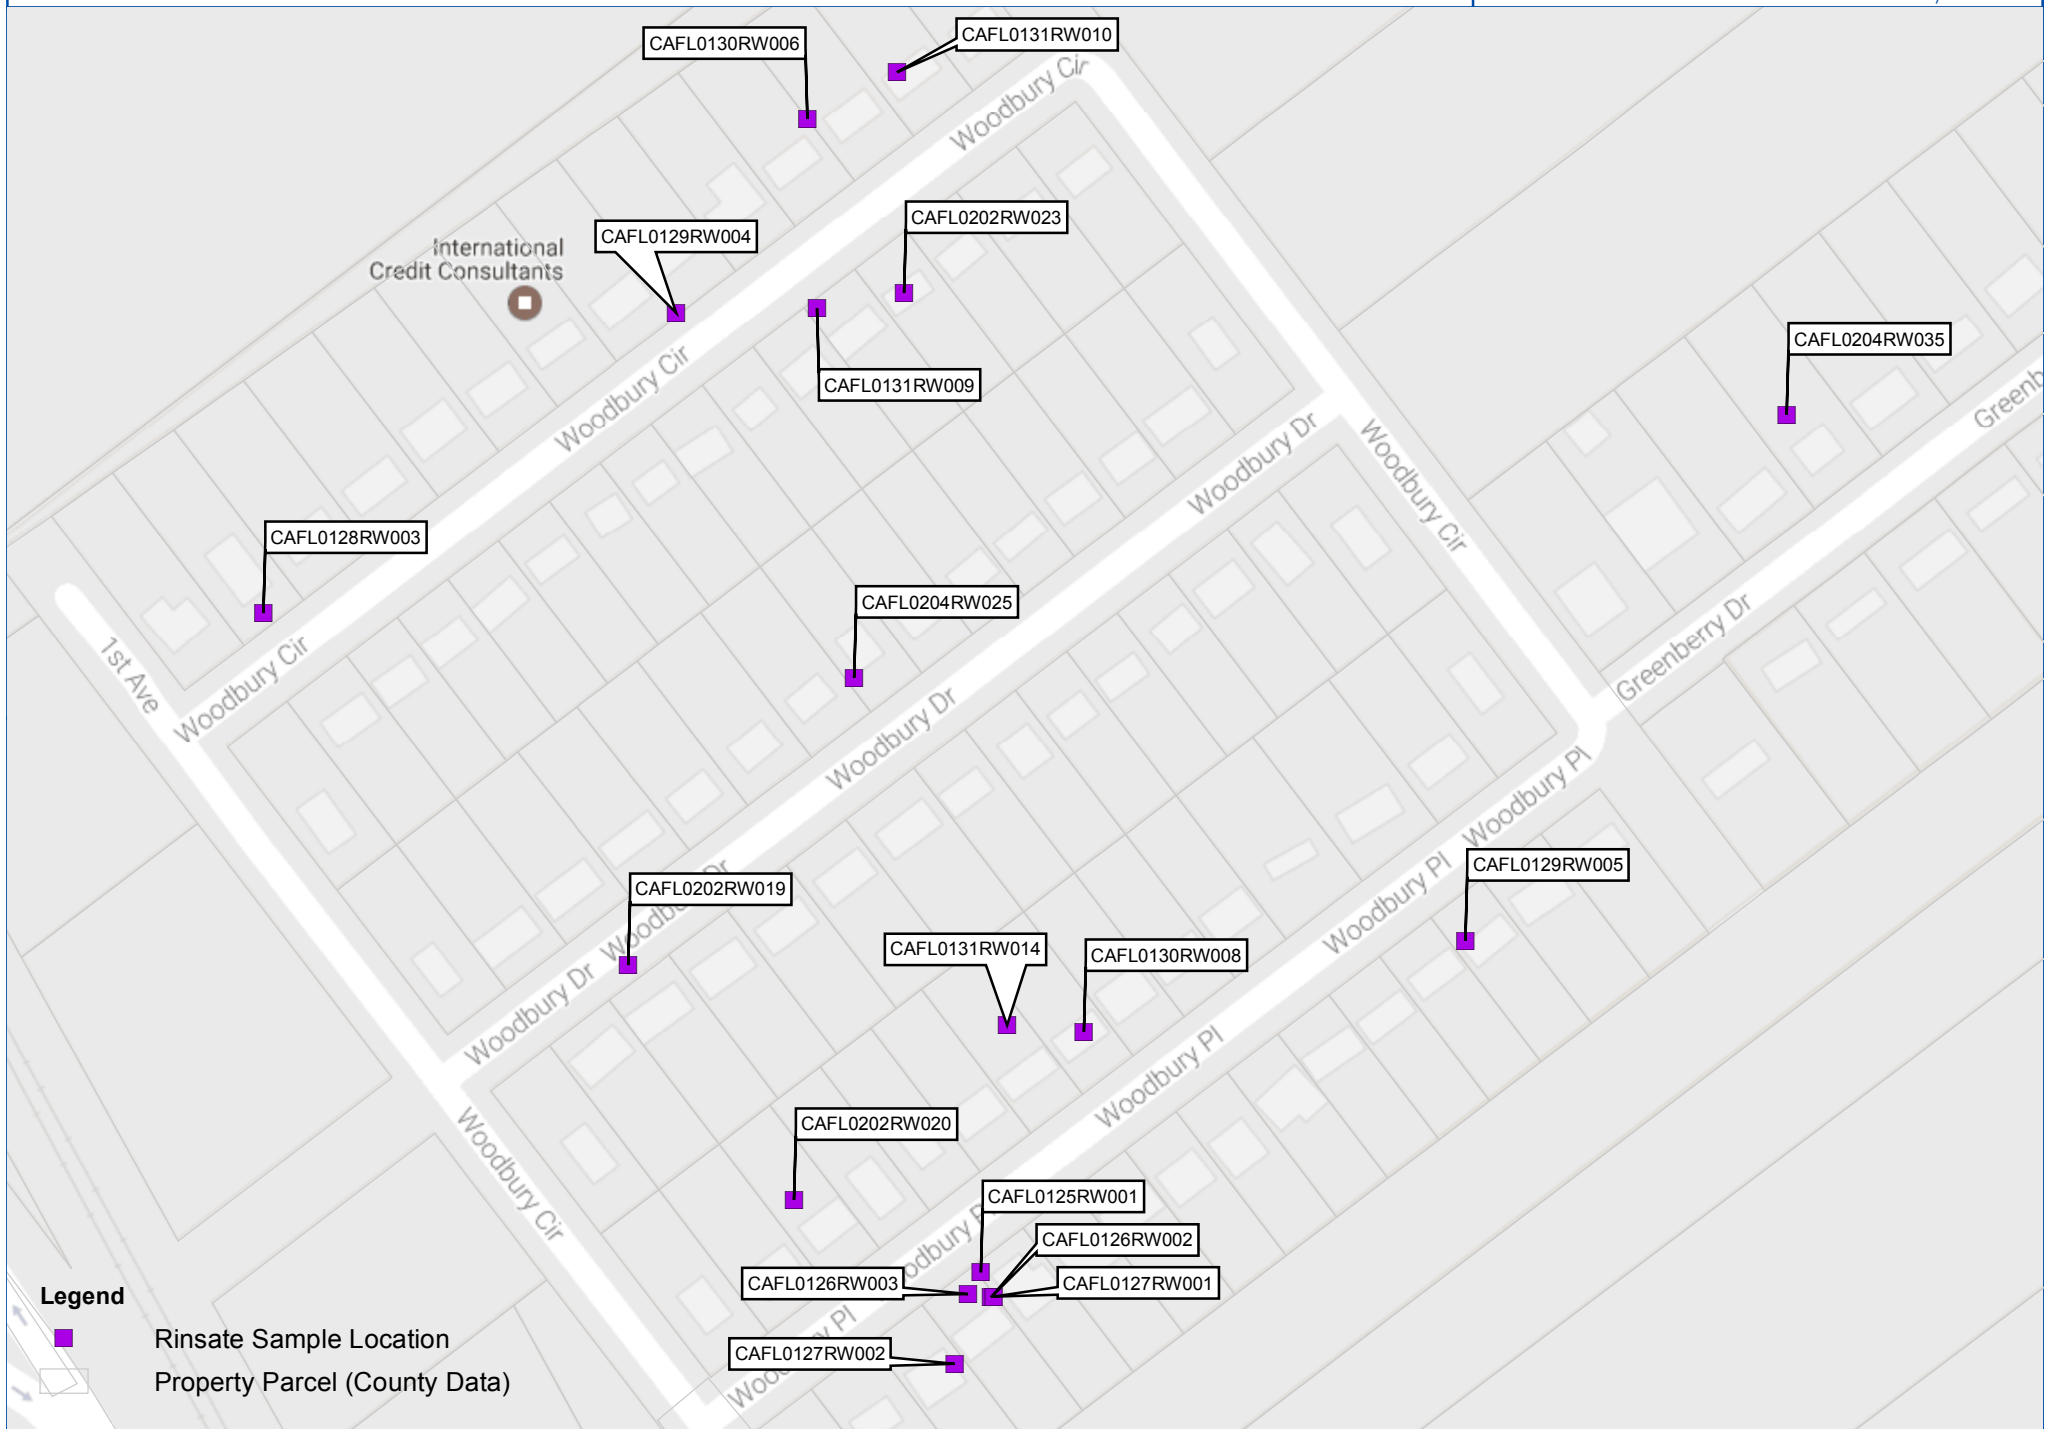 CAFL0131RW010
CAFL0130RW006
Woodbury Cir
CAFL0202RW023
CAFL0129RW004
International
Credit Consultants
CAFL0204RW035
CAFL0131RW009
Woodbury Cir
Woodbury Dr
Woodbury Cir
CAFL0128RW003
CAFL0204RW025
1st Ave
Woodbury Cir
Greenberry Dr
Woodbury Dr
Woodbury Pl
CAFL0129RW005
CAFL0202RW019
Woodbury Pl
CAFL0131RW014
CAFL0130RW008
Woodbury Dr
Woodbury Pl
CAFL0202RW020
Woodbury Cir
CAFL0125RW001
CAFL0126RW002
CAFL0126RW003
CAFL0127RW001
CAFL0127RW002
Legend
Rinsate Sample Location
Property Parcel (County Data)